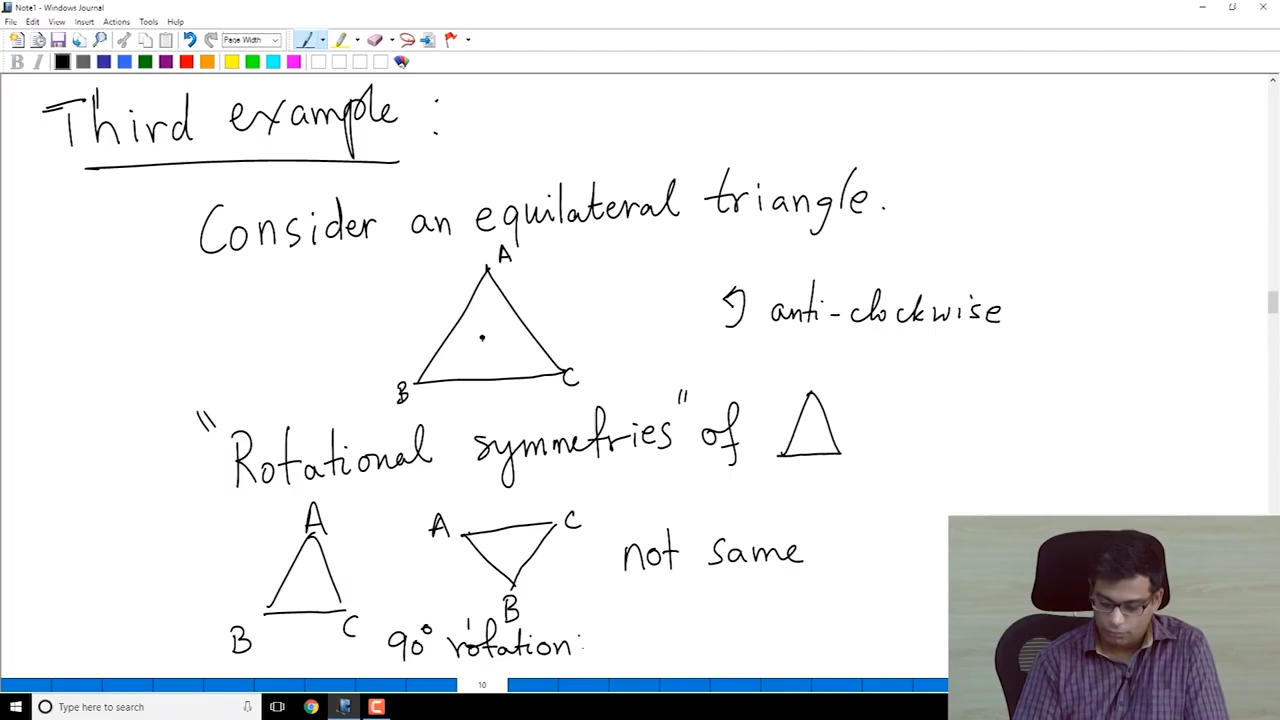 Note1 - Windows Journal
File Edit View Insert Actions Tools Help
Page Width
B I
Third example :
Consider an equilateral triangle.
A
anti-clockwise
B C
"Rotational symmetries" of
A
A C
not same
B C
B
90° rotation:
10
Type here to search